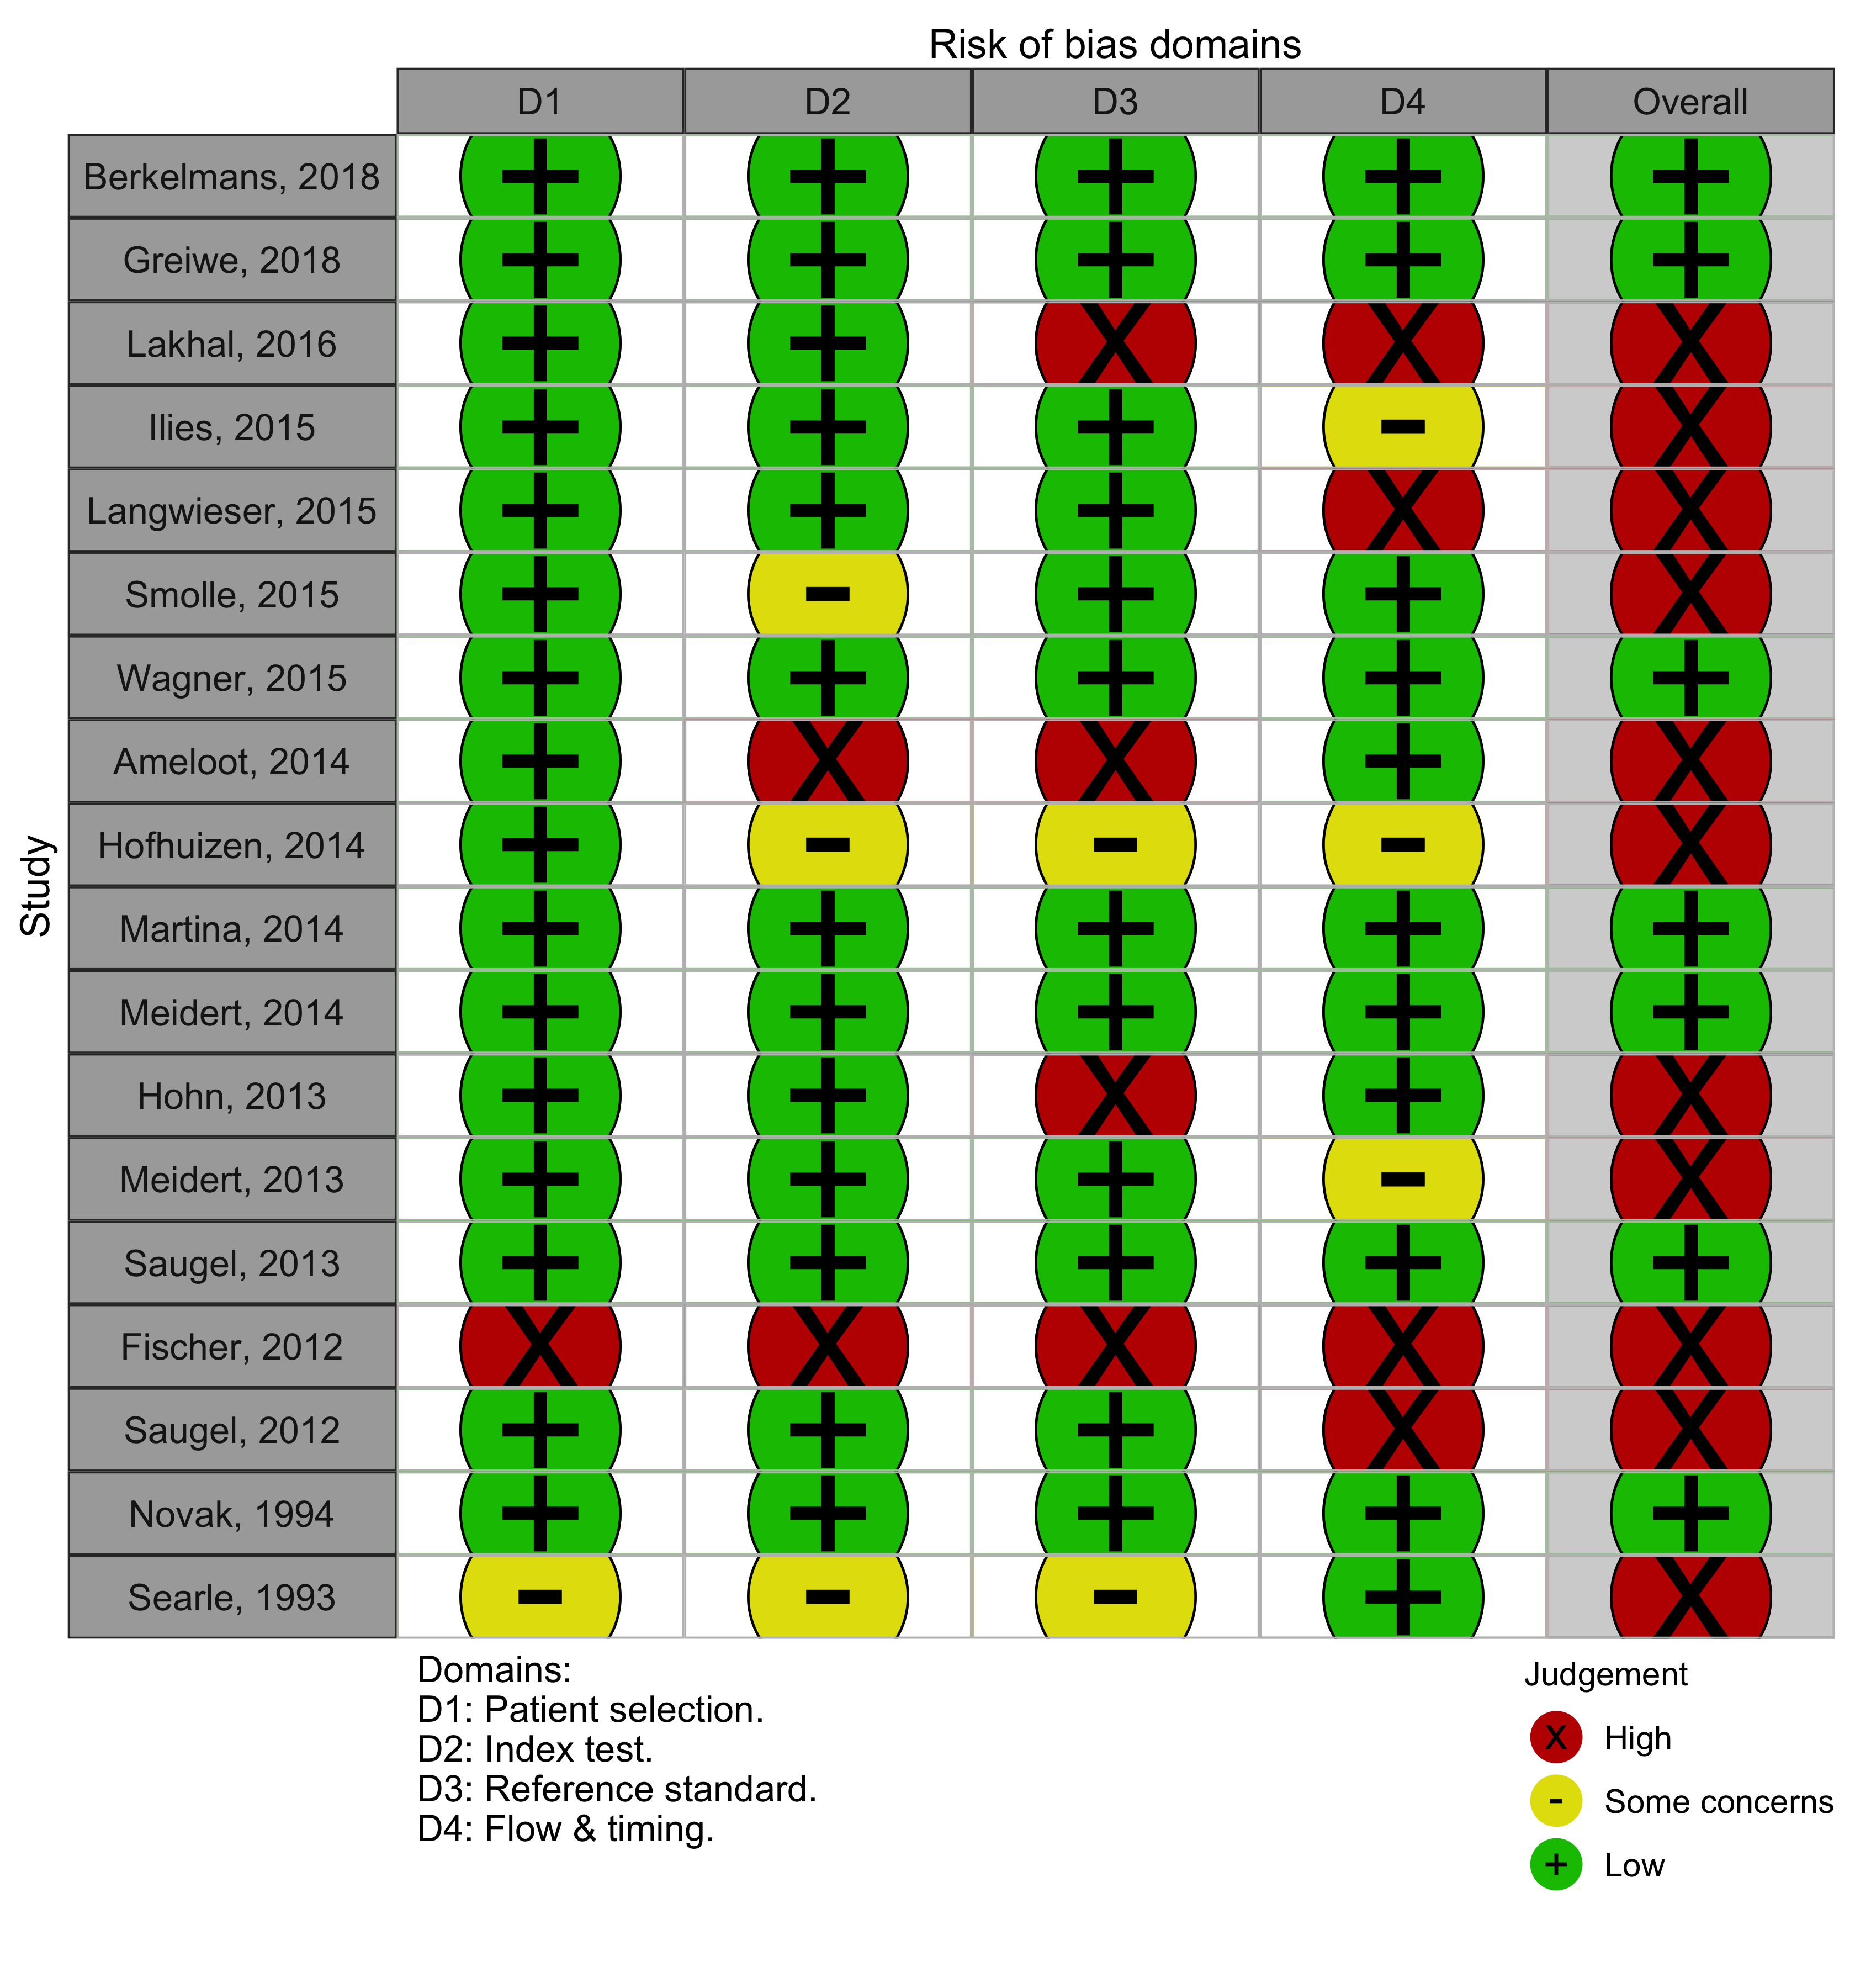 Risk of bias domains
D1 D2 D3 D4 Overall
Study
Berkelmans, 2018 + + + + +
Greiwe, 2018 + + + + +
Lakhal, 2016 + + X X X
Ilies, 2015 + + + - X
Langwieser, 2015 + + + X X
Smolle, 2015 + - + + X
Wagner, 2015 + + + + +
Ameloot, 2014 + X X + X
Hofhuizen, 2014 + - - - X
Martina, 2014 + + + + +
Meidert, 2014 + + + + +
Hohn, 2013 + + X + X
Meidert, 2013 + + + - X
Saugel, 2013 + + + + +
Fischer, 2012 X X X X X
Saugel, 2012 + + + X X
Novak, 1994 + + + + +
Searle, 1993 - - - + X
Domains:
D1: Patient selection.
D2: Index test.
D3: Reference standard.
D4: Flow & timing.
Judgement
X High
- Some concerns
+ Low